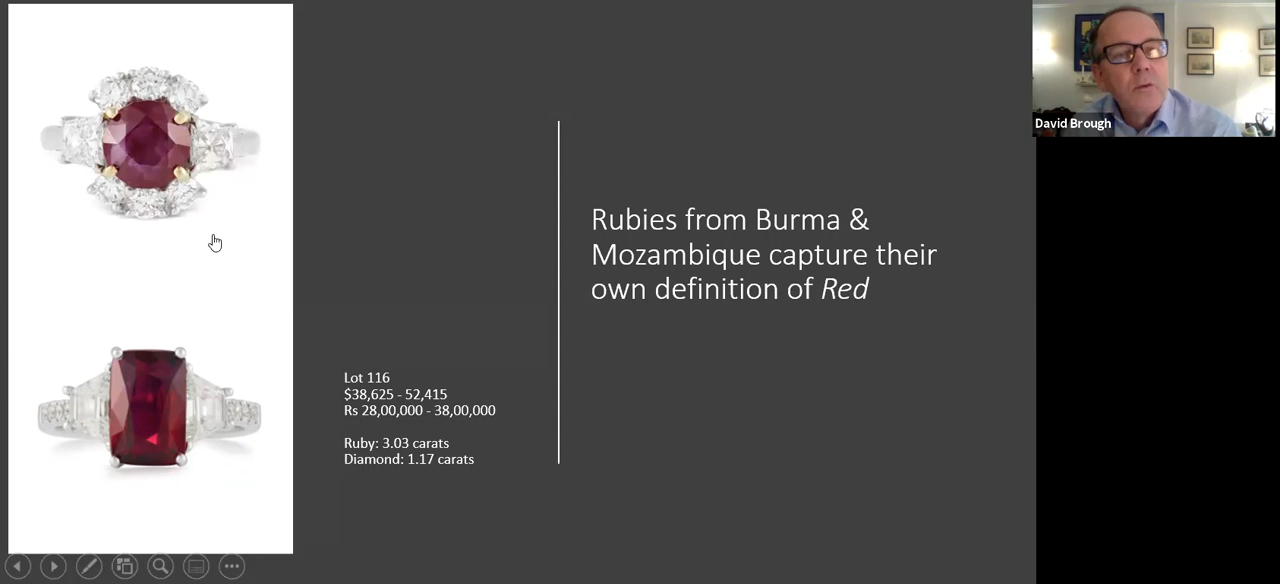 David Brough
Rubies from Burma &
Mozambique capture their
own definition of Red
Lot 116
$38,625 - 52,415
Rs 28,00,000 - 38,00,000
Ruby: 3.03 carats
Diamond: 1.17 carats